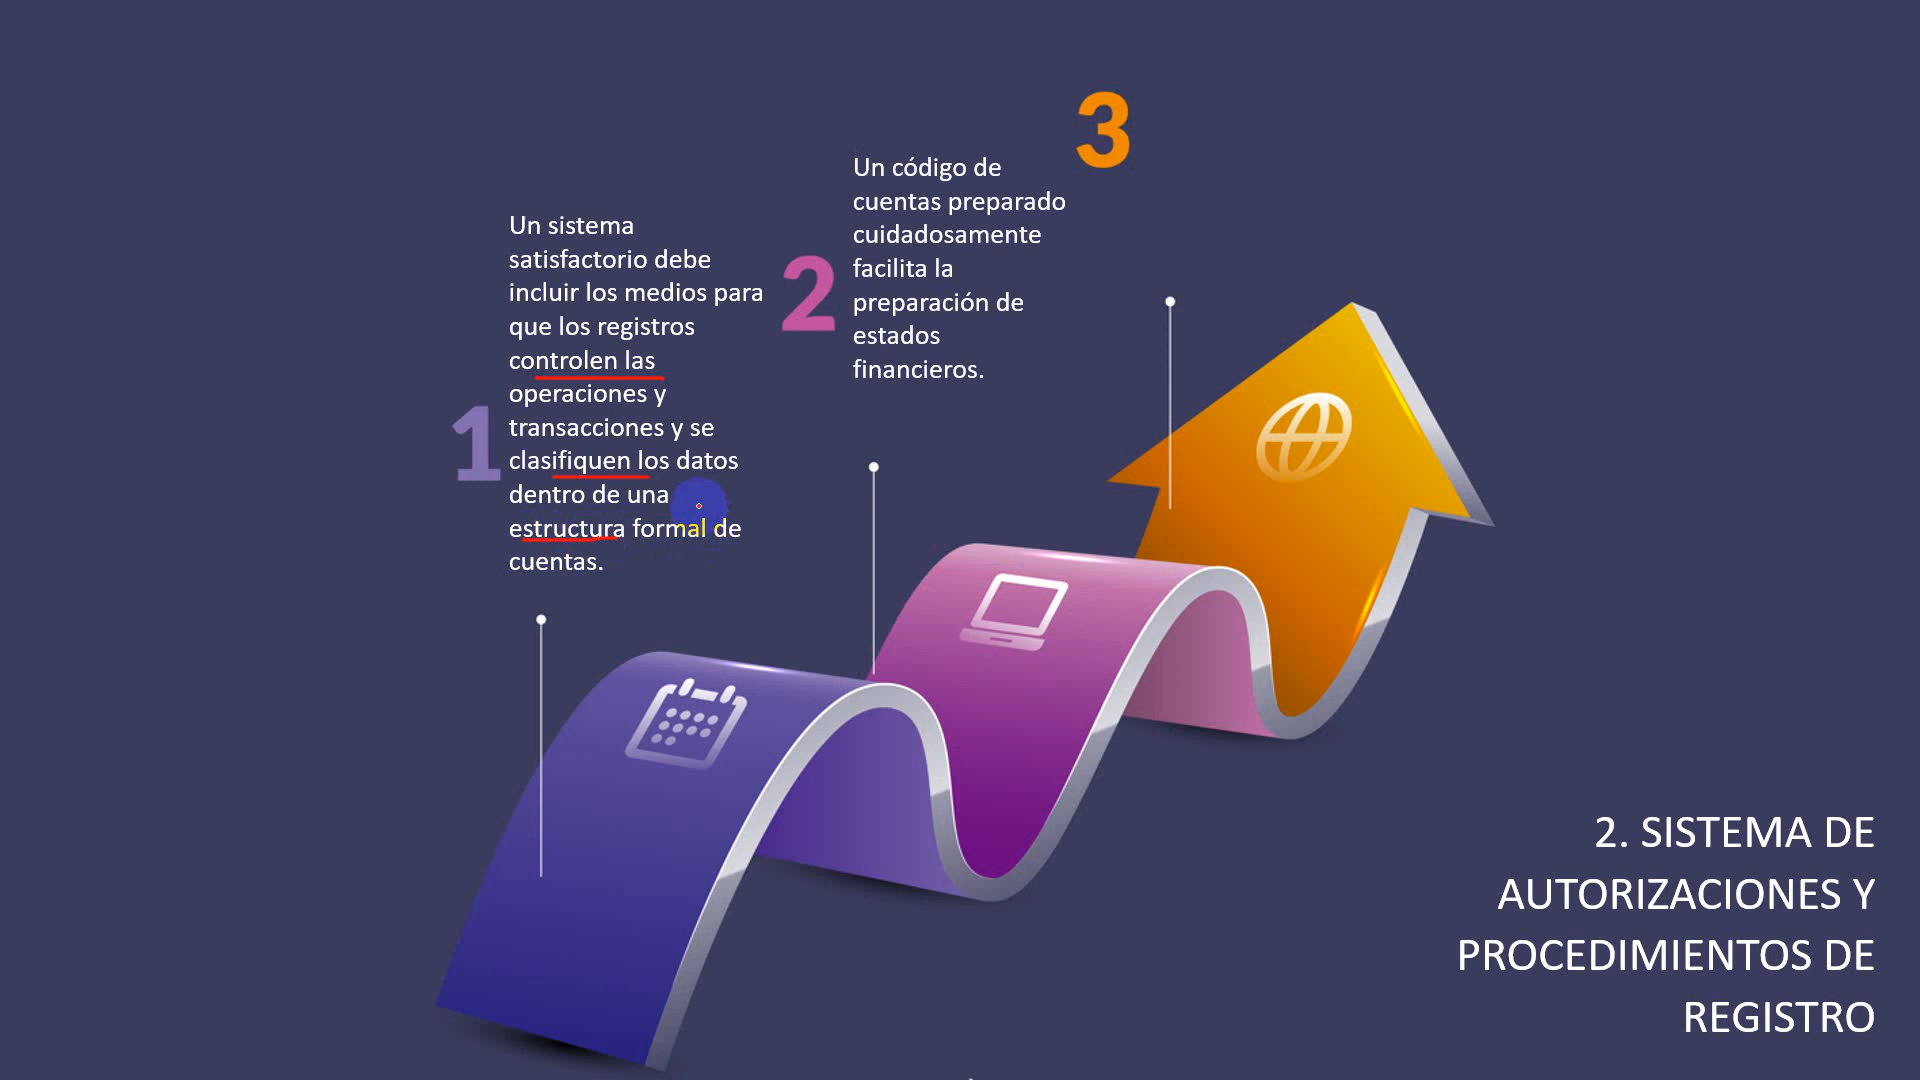 1
Un sistema
satisfactorio debe
incluir los medios para
que los registros
controlen las
operaciones y
transacciones y se
clasifiquen los datos
dentro de una
estructura formal de
cuentas.
2
Un código de
cuentas preparado
cuidadosamente
facilita la
preparación de
estados
financieros.
3
2. SISTEMA DE
AUTORIZACIONES Y
PROCEDIMIENTOS DE
REGISTRO